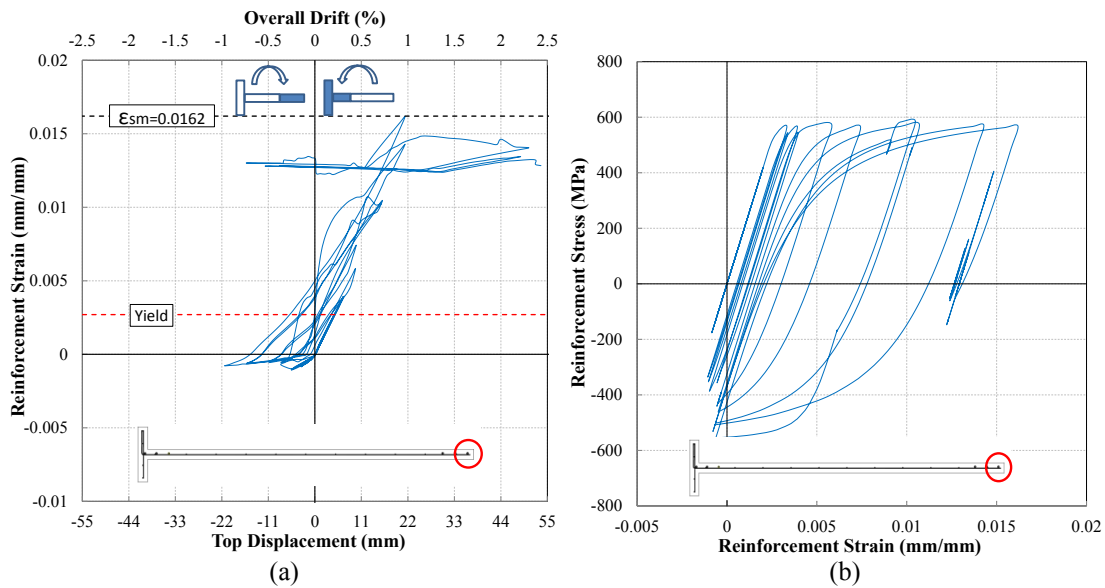 Overall Drift (%)
-2.5 -2 -1.5 -1 -0.5 0 0.5 1 1.5 2 2.5
Reinforcement Strain (mm/mm)
0.02
0.015
0.01
0.005
0
-0.005
-0.01
Ɛsm=0.0162
Yield
-55 -44 -33 -22 -11 0 11 22 33 44 55
Top Displacement (mm)
(a)
Reinforcement Stress (MPa)
800
600
400
200
0
-200
-400
-600
-800
-0.005 0 0.005 0.01 0.015 0.02
Reinforcement Strain (mm/mm)
(b)